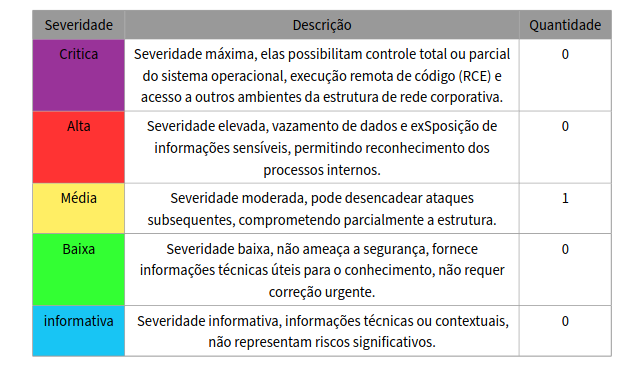 Severidade Descrição Quantidade
Critica Severidade máxima, elas possibilitam controle total ou parcial 0
do sistema operacional, execução remota de código (RCE) e
acesso a outros ambientes da estrutura de rede corporativa.
Alta Severidade elevada, vazamento de dados e exSposição de 0
informações sensíveis, permitindo reconhecimento dos
processos internos.
Média Severidade moderada, pode desencadear ataques 1
subsequentes, comprometendo parcialmente a estrutura.
Baixa Severidade baixa, não ameaça a segurança, fornece 0
informações técnicas úteis para o conhecimento, não requer
correção urgente.
informativa Severidade informativa, informações técnicas ou contextuais, 0
não representam riscos significativos.